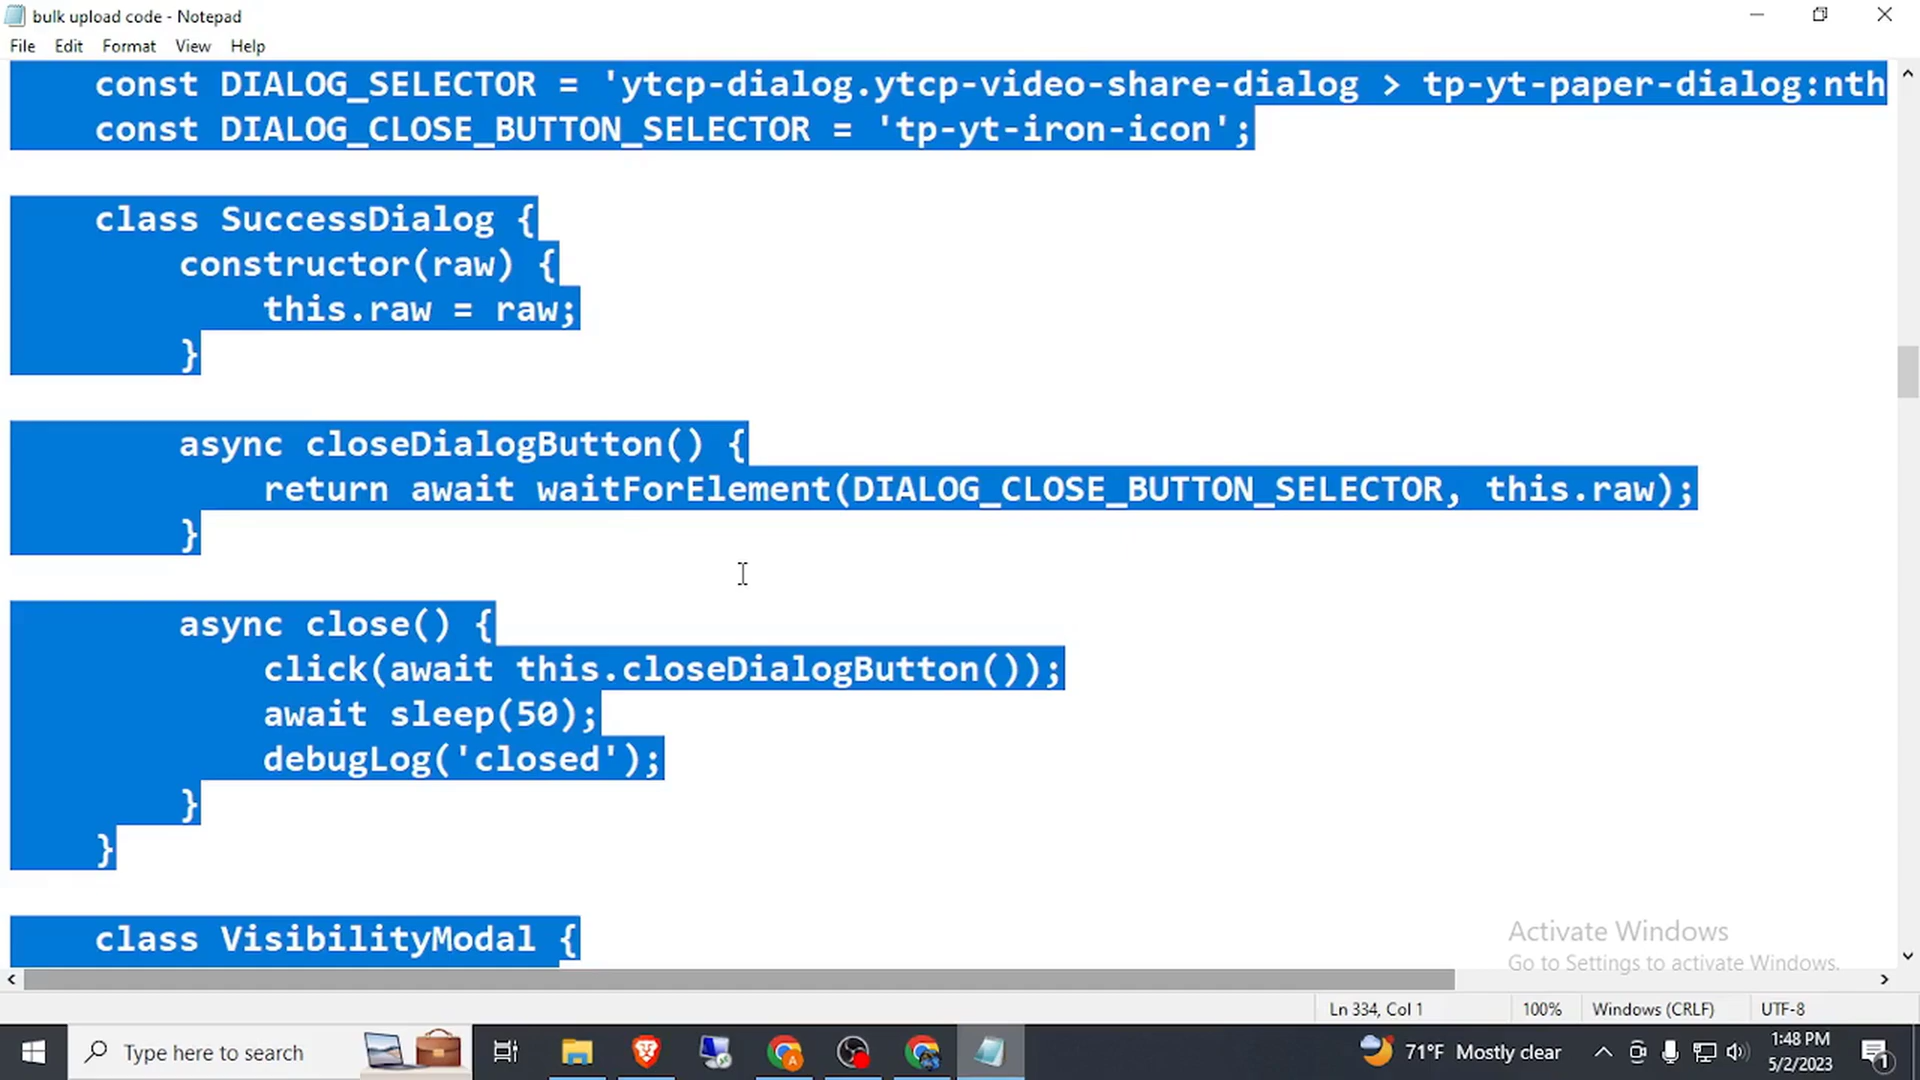 bulk upload code - Notepad
File Edit Format View Help
const DIALOG_SELECTOR = 'ytcp-dialog.ytcp-video-share-dialog > tp-yt-paper-dialog:nth
const DIALOG_CLOSE_BUTTON_SELECTOR = 'tp-yt-iron-icon';
class SuccessDialog {
constructor(raw) {
this.raw = raw;
}
async closeDialogButton() {
return await waitForElement(DIALOG_CLOSE_BUTTON_SELECTOR, this.raw);
}
async close() {
click(await this.closeDialogButton());
await sleep(50);
debugLog('closed');
}
}
class VisibilityModal {
Activate Windows
Go to Settings to activate Windows.
Ln 334, Col 1 100% Windows (CRLF) UTF-8
Type here to search
A
71°F Mostly clear
1:48 PM
5/2/2023
1